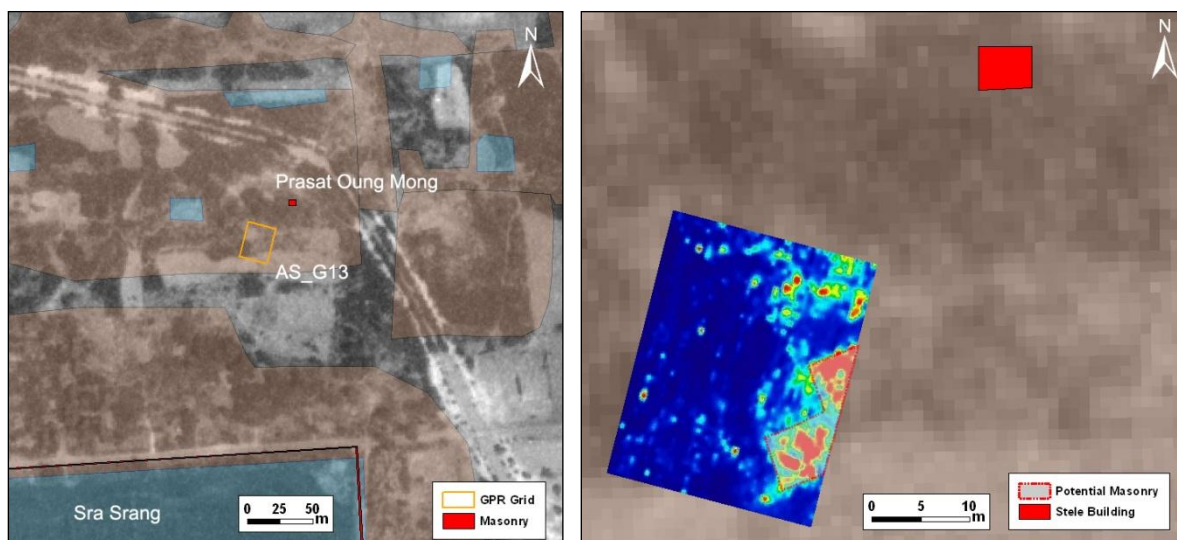 N
Prasat Oung Mong
AS_G13
Sra Srang
0 25 50
m
GPR Grid
Masonry
N
0 5 10
m
Potential Masonry
Stele Building